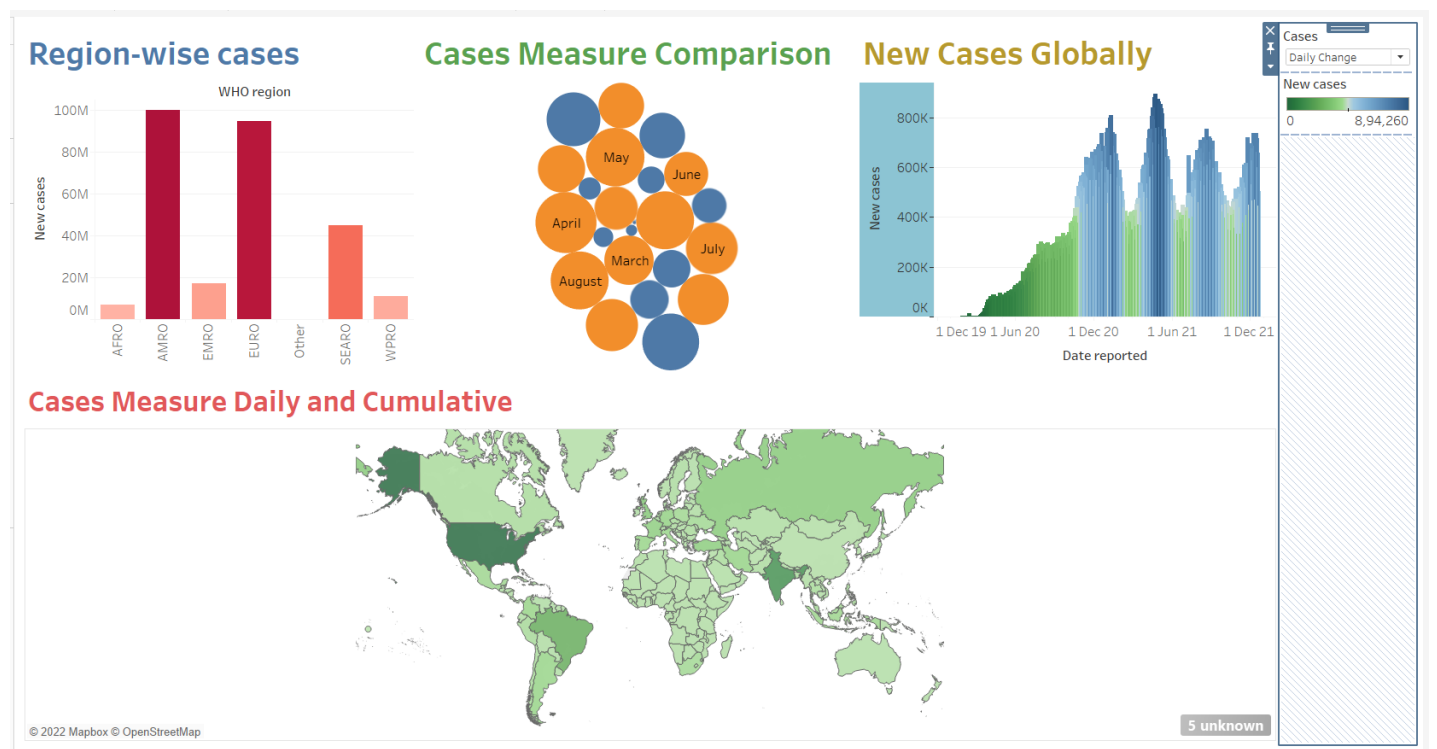 Region-wise cases
WHO region
100M
80M
60M
40M
20M
0M
New cases
AFRO
AMRO
EMRO
EURO
Other
SEARO
WPRO
Cases Measure Comparison
May
June
April
July
March
August
New Cases Globally
800K
600K
400K
200K
0K
New cases
1 Dec 19 1 Jun 20 1 Dec 20 1 Jun 21 1 Dec 21
Date reported
Cases
Daily Change
New cases
0 8,94,260
Cases Measure Daily and Cumulative
© 2022 Mapbox © OpenStreetMap
5 unknown